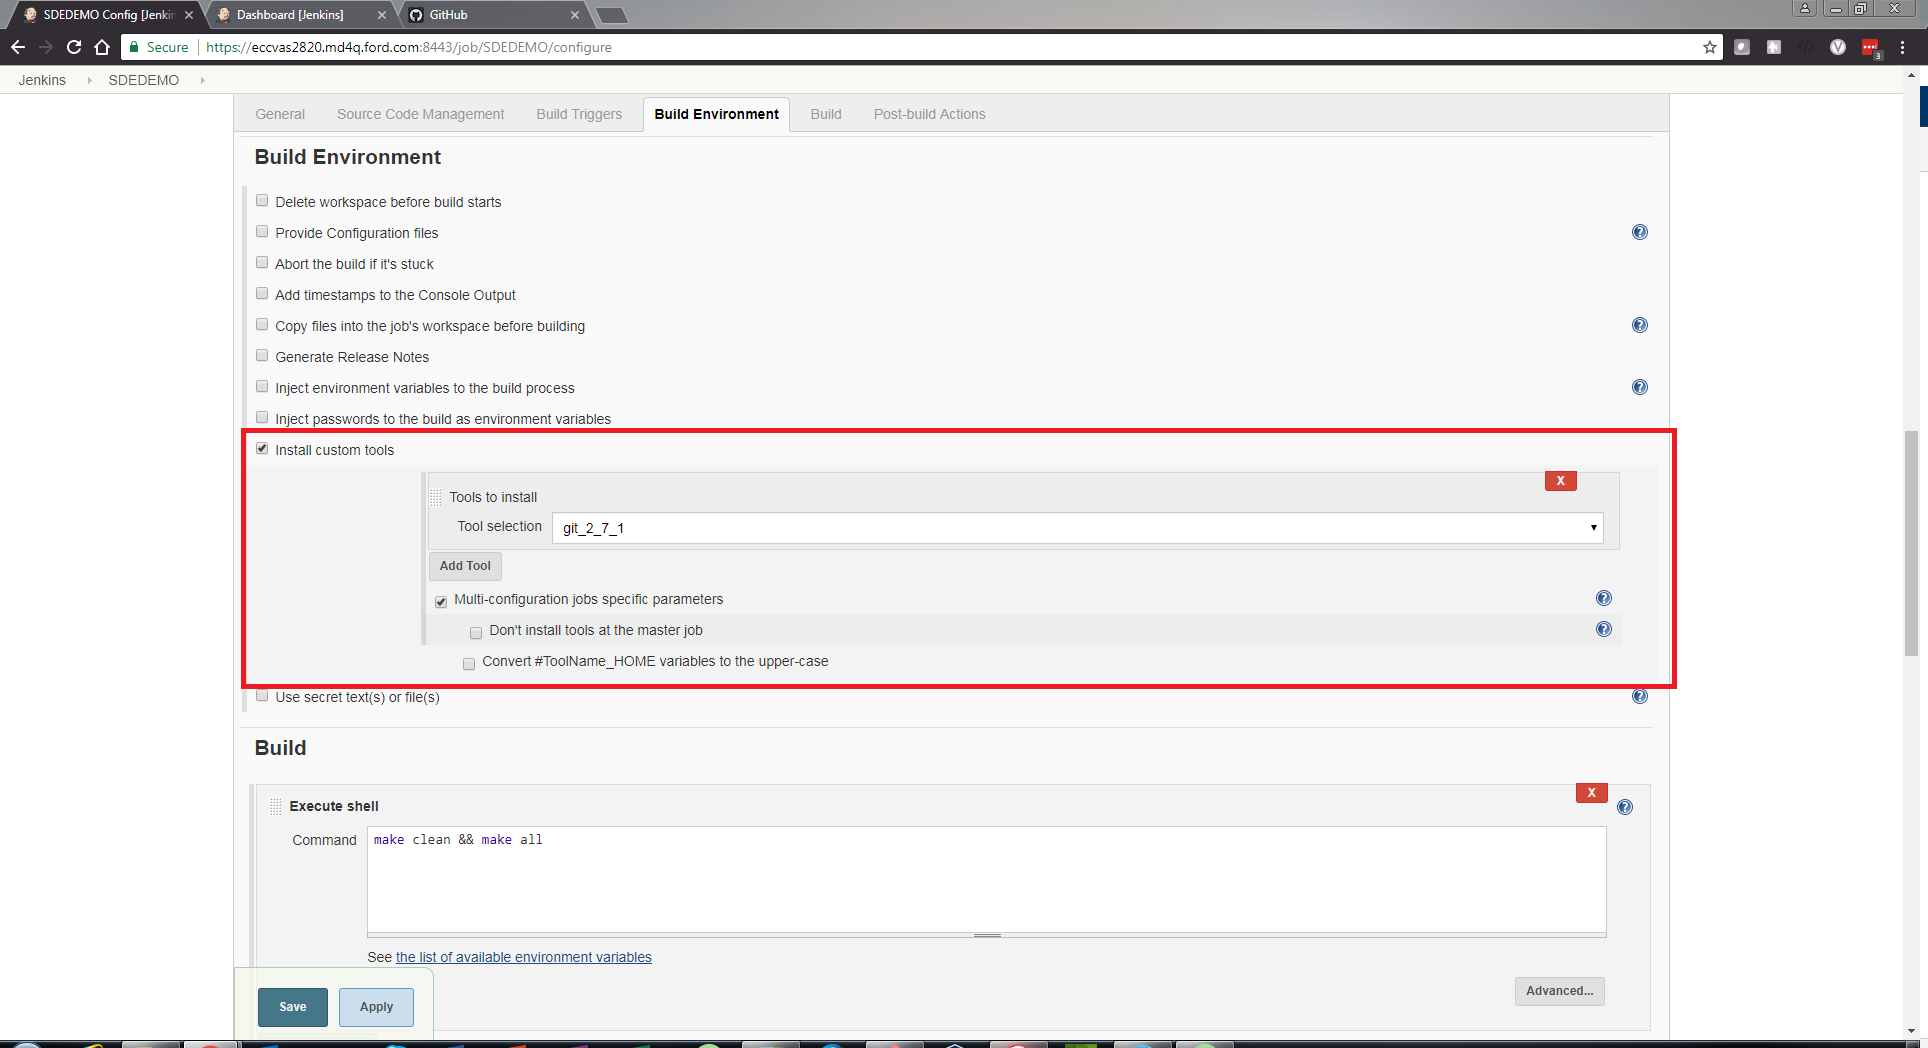 SDEDEMO Config [Jenkin
Dashboard [Jenkins]
GitHub
Secure
https://eccvas2820.md4q.ford.com:8443/job/SDEDEMO/configure
3
Jenkins
SDEDEMO
General
Source Code Management
Build Triggers
Build Environment
Build
Post-build Actions
Build Environment
Delete workspace before build starts
Provide Configuration files
?
Abort the build if it's stuck
Add timestamps to the Console Output
Copy files into the job's workspace before building
?
Generate Release Notes
Inject environment variables to the build process
?
Inject passwords to the build as environment variables
Install custom tools
X
Tools to install
Tool selection
git_2_7_1
Add Tool
Multi-configuration jobs specific parameters
?
Don't install tools at the master job
?
Convert #ToolName_HOME variables to the upper-case
Use secret text(s) or file(s)
?
Build
X
Execute shell
?
Command
make clean && make all
See the list of available environment variables
Advanced...
Save
Apply